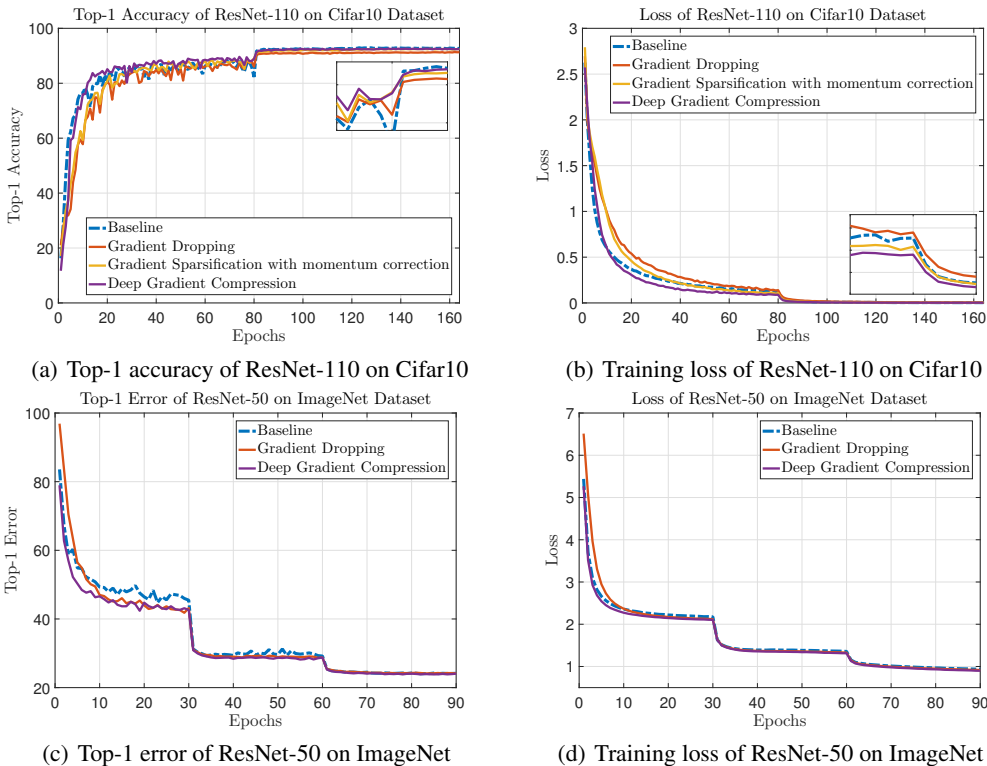 Top-1 Accuracy of ResNet-110 on Cifar10 Dataset
100
80
60
40
20
0
Top-1 Accuracy
Baseline
Gradient Dropping
Gradient Sparsification with momentum correction
Deep Gradient Compression
0 20 40 60 80 100 120 140 160
Epochs
(a) Top-1 accuracy of ResNet-110 on Cifar10
Loss of ResNet-110 on Cifar10 Dataset
3
2.5
2
1.5
1
0.5
0
Loss
Baseline
Gradient Dropping
Gradient Sparsification with momentum correction
Deep Gradient Compression
0 20 40 60 80 100 120 140 160
Epochs
(b) Training loss of ResNet-110 on Cifar10
Top-1 Error of ResNet-50 on ImageNet Dataset
100
80
60
40
20
Top-1 Error
Baseline
Gradient Dropping
Deep Gradient Compression
0 10 20 30 40 50 60 70 80 90
Epochs
(c) Top-1 error of ResNet-50 on ImageNet
Loss of ResNet-50 on ImageNet Dataset
7
6
5
4
3
2
1
Loss
Baseline
Gradient Dropping
Deep Gradient Compression
0 10 20 30 40 50 60 70 80 90
Epochs
(d) Training loss of ResNet-50 on ImageNet